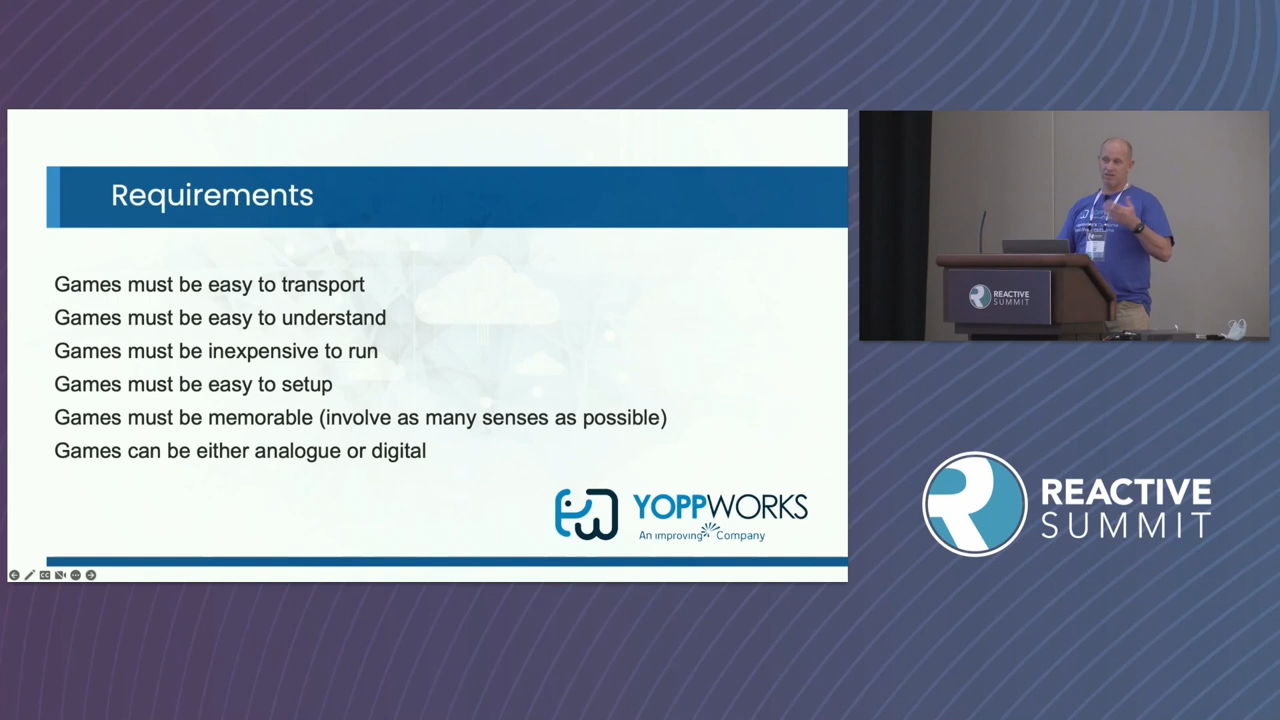 Requirements
Games must be easy to transport
Games must be easy to understand
Games must be inexpensive to run
Games must be easy to setup
Games must be memorable (involve as many senses as possible)
Games can be either analogue or digital
YOPPWORKS
An improving Company
REACTIVE
SUMMIT
REACTIVE
SUMMIT